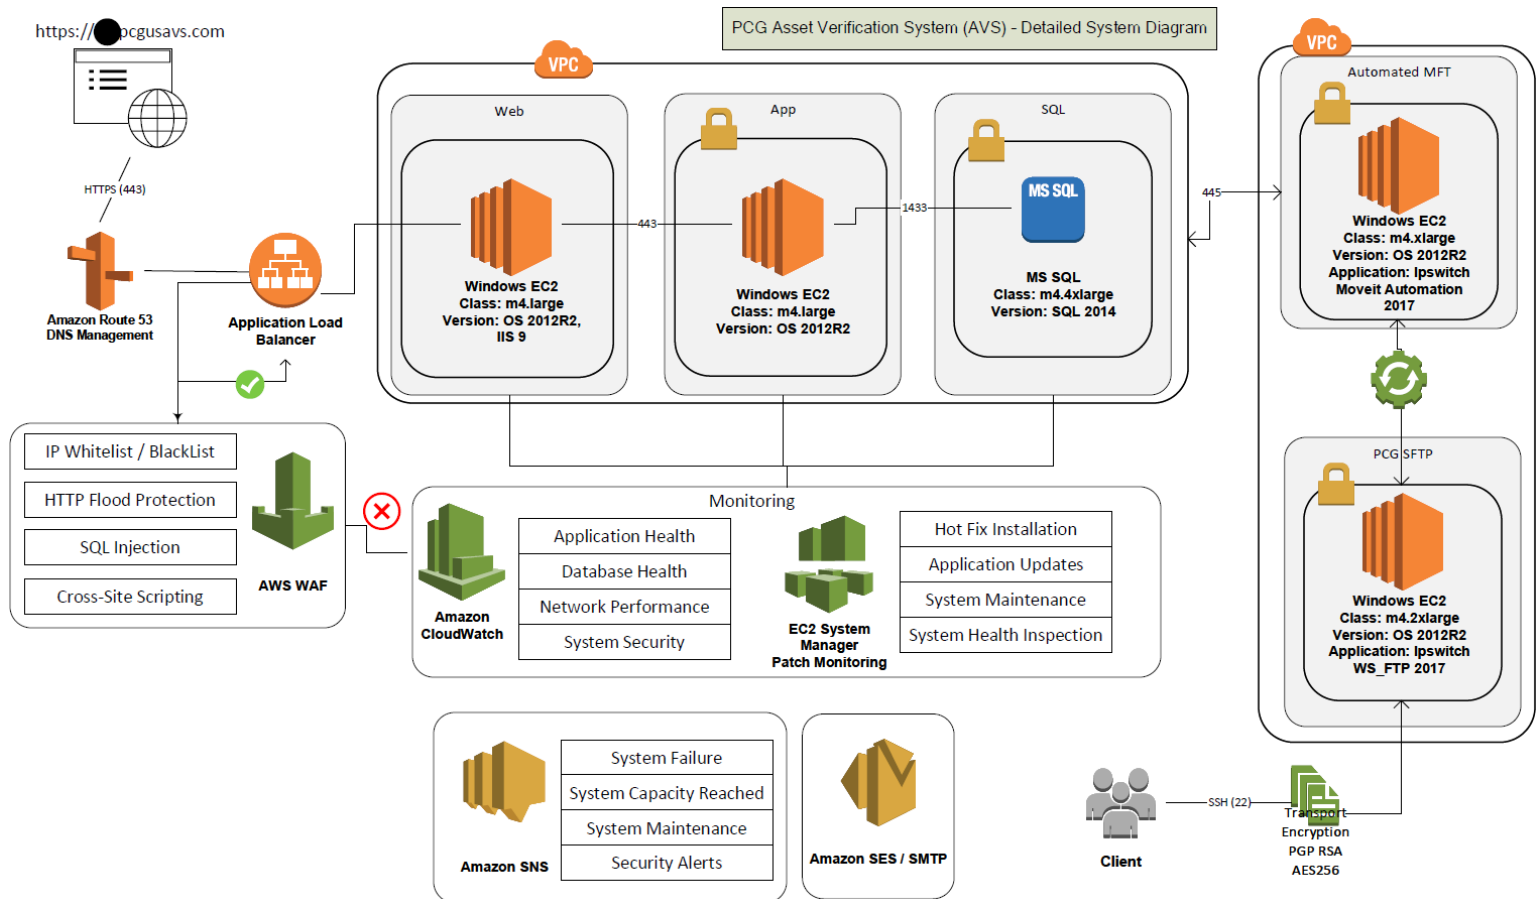 PCG Asset Verification System (AVS) - Detailed System Diagram
https://
pcgusavs.com
HTTPS (443)
Amazon Route 53
DNS Management
Application Load
Balancer
VPC
Web
Windows EC2
Class: m4.large
Version: OS 2012R2,
IIS 9
443
App
Windows EC2
Class: m4.large
Version: OS 2012R2
1433
SQL
MS SQL
MS SQL
Class: m4.4xlarge
Version: SQL 2014
445
VPC
Automated MFT
Windows EC2
Class: m4.xlarge
Version: OS 2012R2
Application: Ipswitch
Moveit Automation
2017
PCG SFTP
Windows EC2
Class: m4.2xlarge
Version: OS 2012R2
Application: Ipswitch
WS_FTP 2017
IP Whitelist / BlackList
HTTP Flood Protection
SQL Injection
Cross-Site Scripting
AWS WAF
Monitoring
Amazon
CloudWatch
Application Health
Database Health
Network Performance
System Security
EC2 System
Manager
Patch Monitoring
Hot Fix Installation
Application Updates
System Maintenance
System Health Inspection
Amazon SNS
System Failure
System Capacity Reached
System Maintenance
Security Alerts
Amazon SES / SMTP
Client
SSH (22)
Transport
Encryption
PGP RSA
AES256